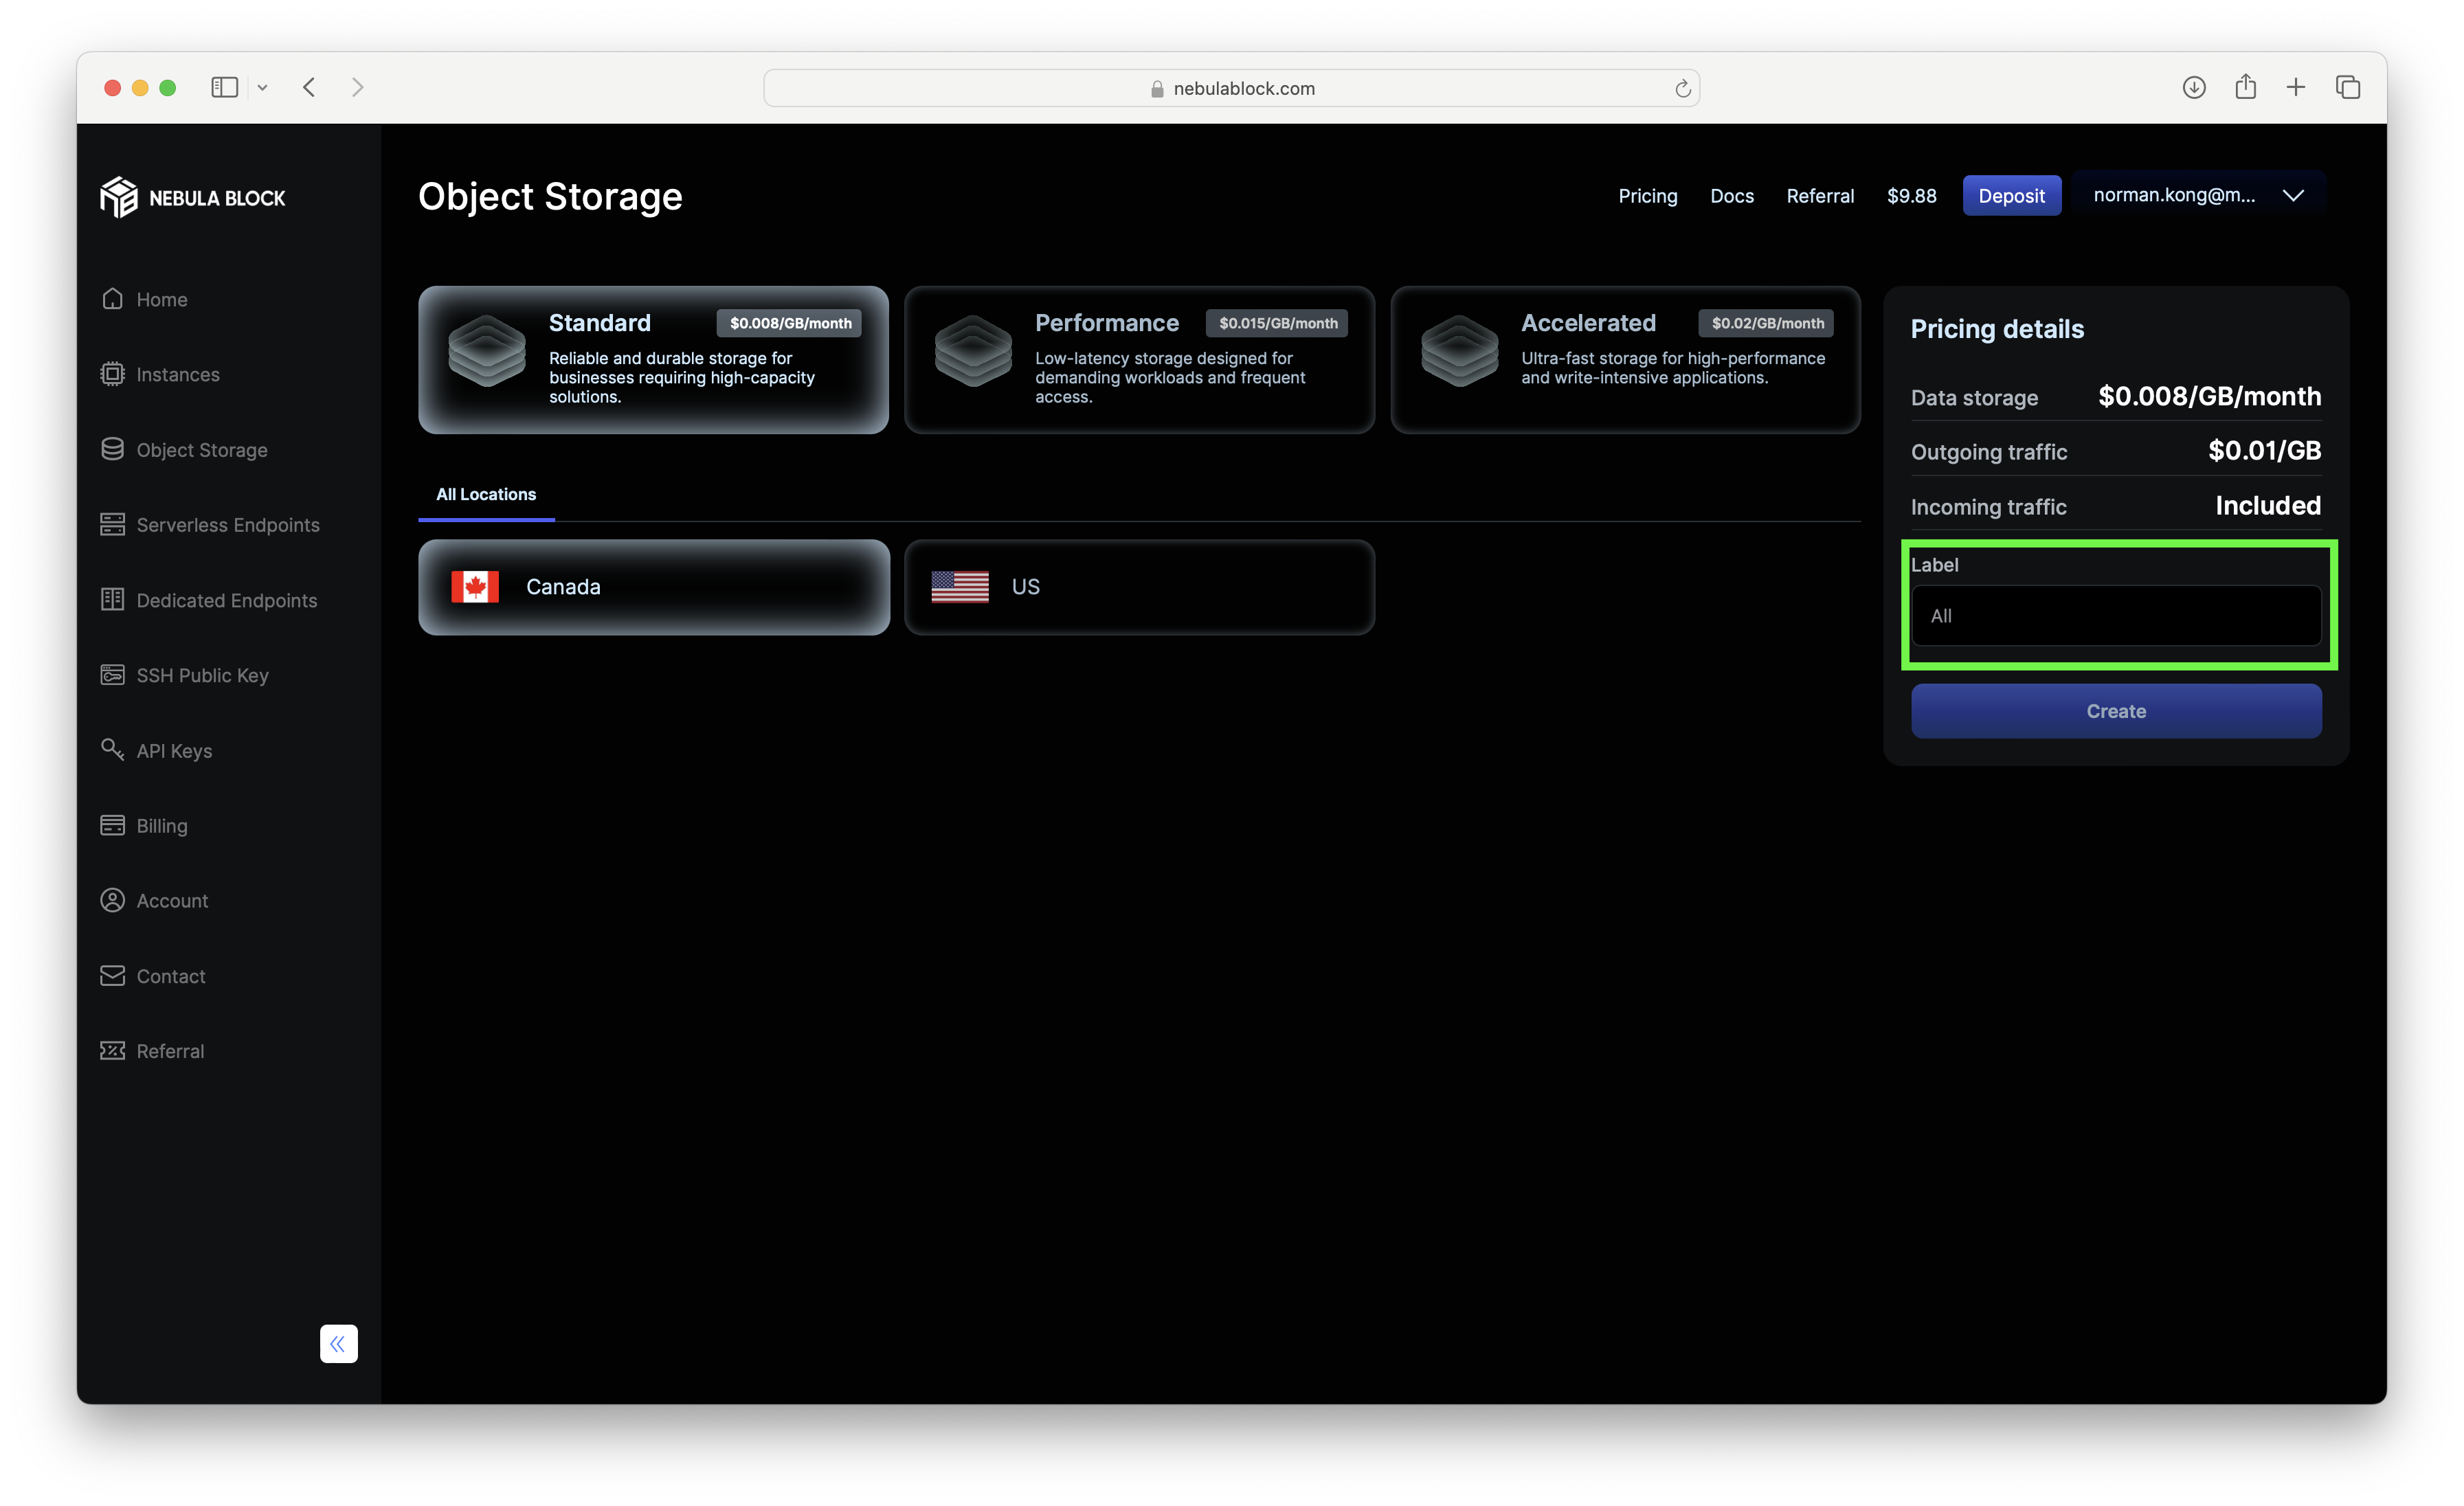 nebulablock.com
NEBULA BLOCK
Home
Instances
Object Storage
Serverless Endpoints
Dedicated Endpoints
SSH Public Key
API Keys
Billing
Account
Contact
Referral
Object Storage
Pricing Docs Referral $9.88 Deposit norman.kong@m...
Standard $0.008/GB/month
Reliable and durable storage for
businesses requiring high-capacity
solutions.
Performance $0.015/GB/month
Low-latency storage designed for
demanding workloads and frequent
access.
Accelerated $0.02/GB/month
Ultra-fast storage for high-performance
and write-intensive applications.
All Locations
Canada
US
Pricing details
Data storage $0.008/GB/month
Outgoing traffic $0.01/GB
Incoming traffic Included
Label
All
Create